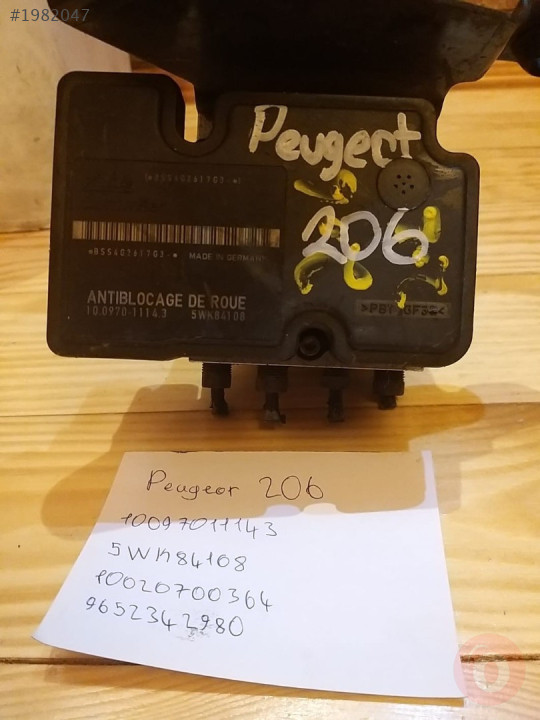 #1982047
Peugeot
206
MADE IN GERMANY
ANTIBLOCAGE DE ROUE
10.0970-1114.3 5WK84108
Peugeor 206
10097011143
5WK84108
10020700364
9652342980